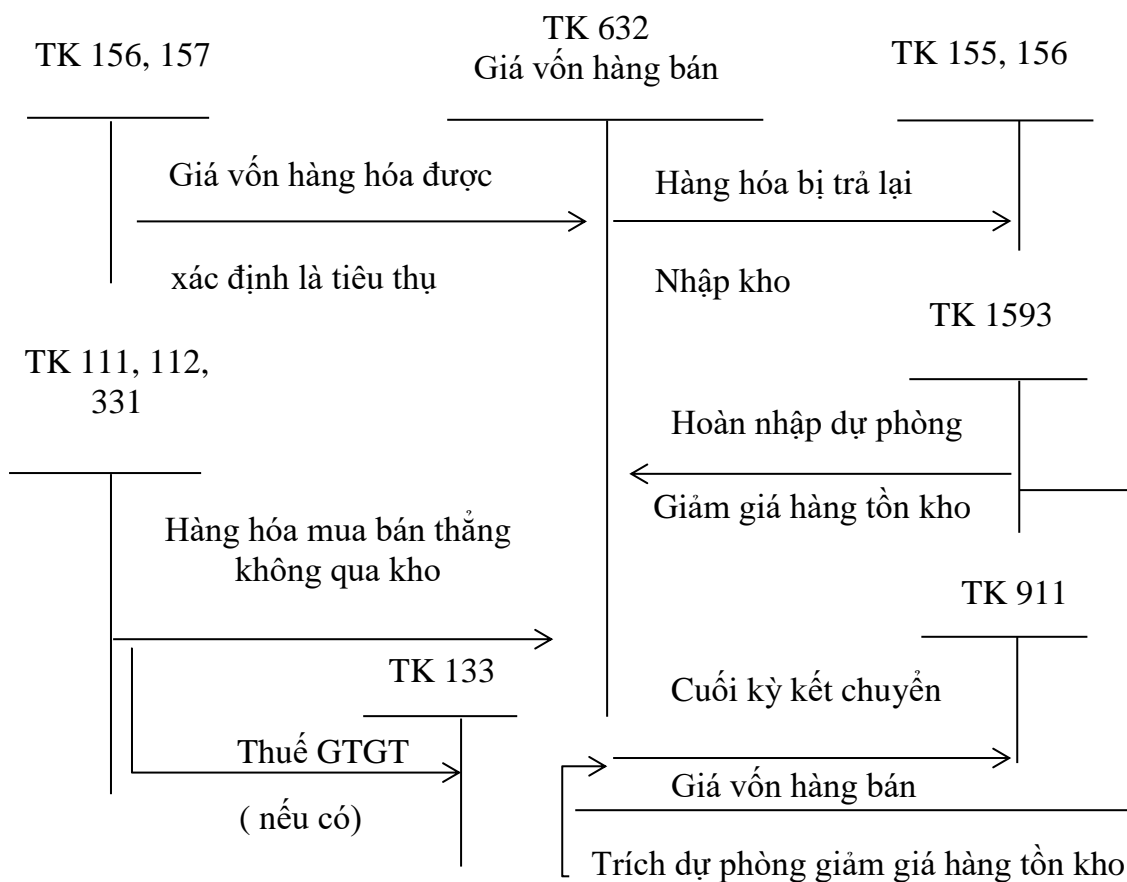 TK 156, 157
TK 632
Giá vốn hàng bán
TK 155, 156
Giá vốn hàng hóa được
Hàng hóa bị trả lại
xác định là tiêu thụ
Nhập kho
TK 1593
TK 111, 112,
331
Hoàn nhập dự phòng
Giảm giá hàng tồn kho
Hàng hóa mua bán thẳng
không qua kho
TK 911
TK 133
Cuối kỳ kết chuyển
Thuế GTGT
Giá vốn hàng bán
( nếu có)
Trích dự phòng giảm giá hàng tồn kho